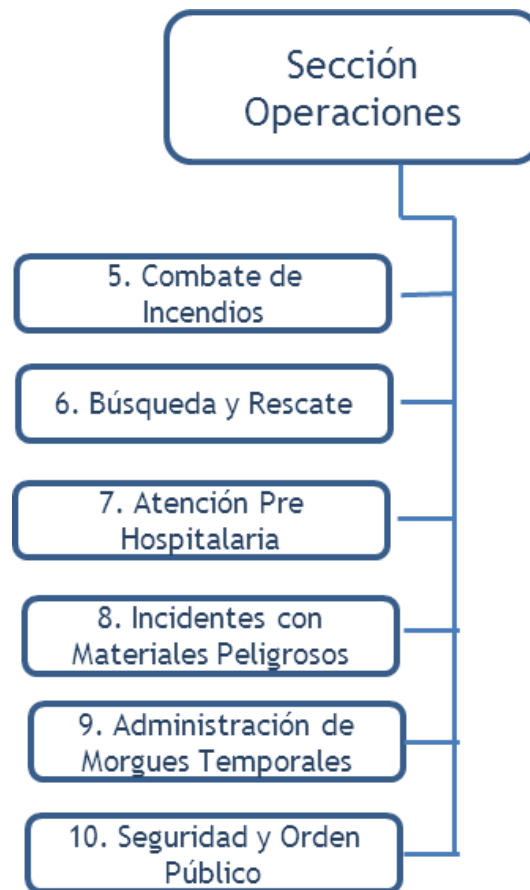 Sección
Operaciones
5. Combate de
Incendios
6. Búsqueda y Rescate
7. Atención Pre
Hospitalaria
8. Incidentes con
Materiales Peligrosos
9. Administración de
Morgues Temporales
10. Seguridad y Orden
Público